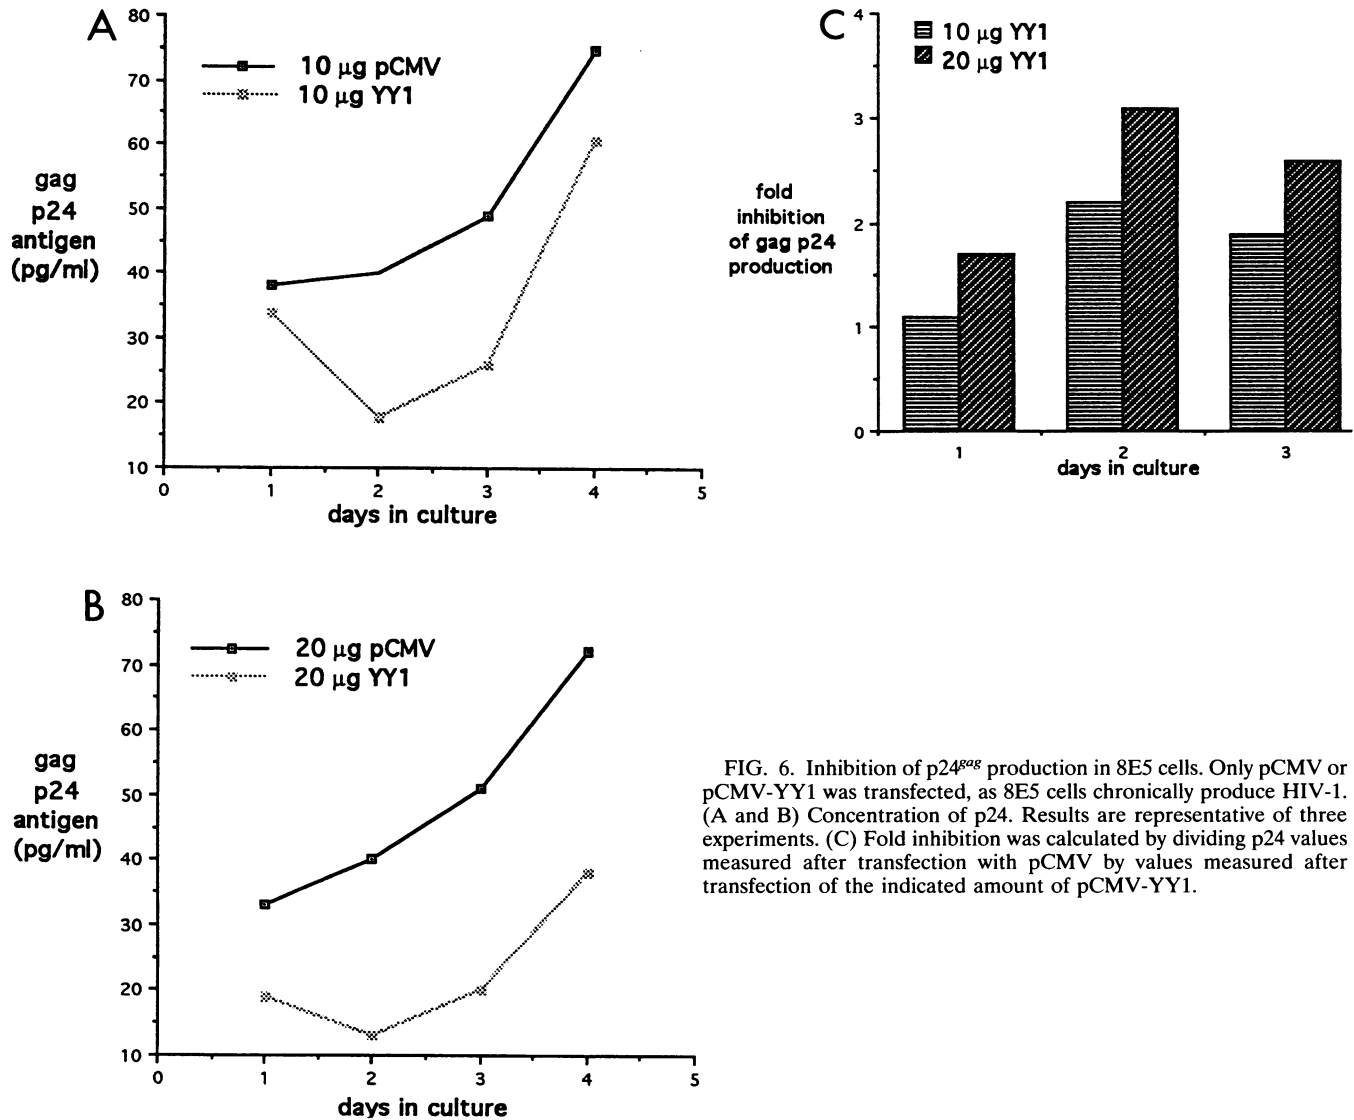 A
80
70
60
50
40
30
20
10
10 µg pCMV
10 µg YY1
gag
p24
antigen
(pg/ml)
0 1 2 3 4 5
days in culture
C
4
3
2
1
0
10 µg YY1
20 µg YY1
fold
inhibition
of gag p24
production
1 2 3
days in culture
B
80
70
60
50
40
30
20
10
20 µg pCMV
20 µg YY1
gag
p24
antigen
(pg/ml)
0 1 2 3 4 5
days in culture
FIG. 6. Inhibition of p24gag production in 8E5 cells. Only pCMV or
pCMV-YY1 was transfected, as 8E5 cells chronically produce HIV-1.
(A and B) Concentration of p24. Results are representative of three
experiments. (C) Fold inhibition was calculated by dividing p24 values
measured after transfection with pCMV by values measured after
transfection of the indicated amount of pCMV-YY1.